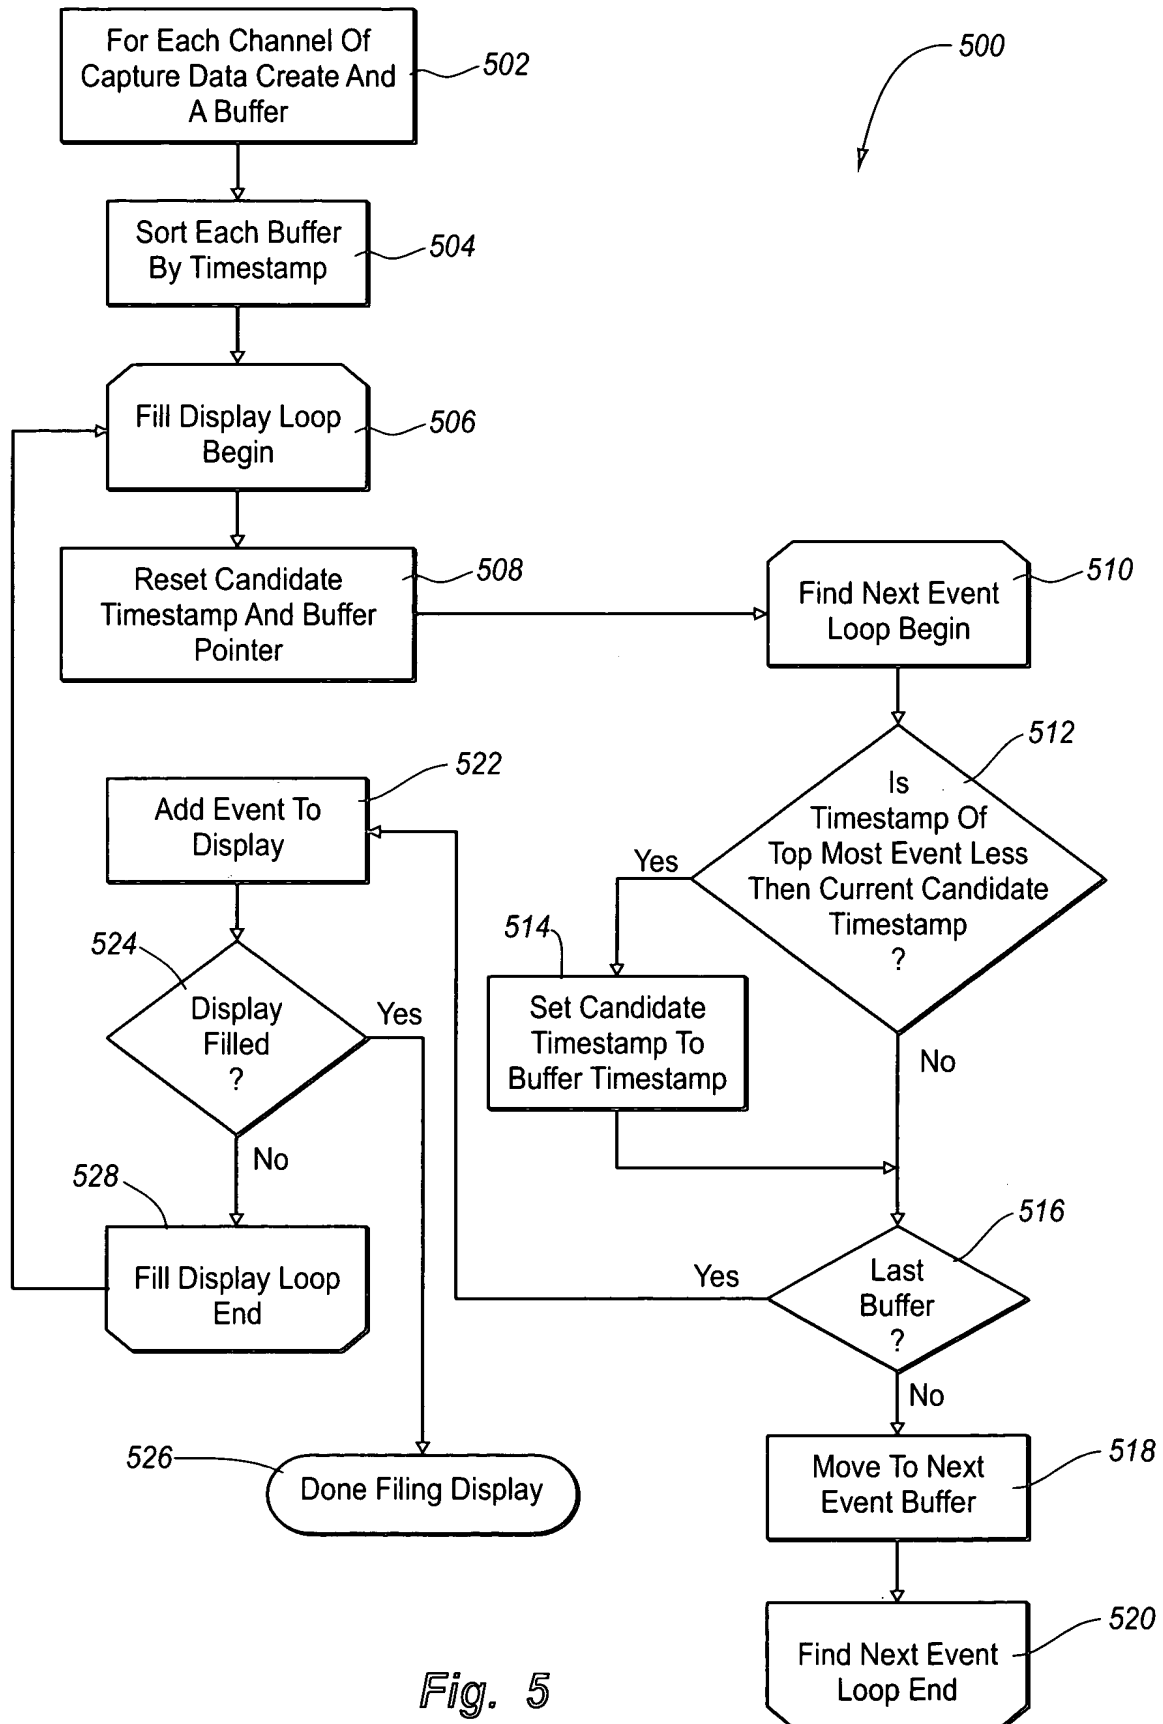 For Each Channel Of
Capture Data Create And
A Buffer
502
500
Sort Each Buffer
By Timestamp
504
Fill Display Loop
Begin
506
Reset Candidate
Timestamp And Buffer
Pointer
508
Find Next Event
Loop Begin
510
Is
Timestamp Of
Top Most Event Less
Then Current Candidate
Timestamp
?
512
Yes
No
514
Set Candidate
Timestamp To
Buffer Timestamp
Last
Buffer
?
516
Yes
No
Move To Next
Event Buffer
518
Find Next Event
Loop End
520
Add Event To
Display
522
Display
Filled
?
524
Yes
No
Fill Display Loop
End
528
Done Filing Display
526
Fig. 5